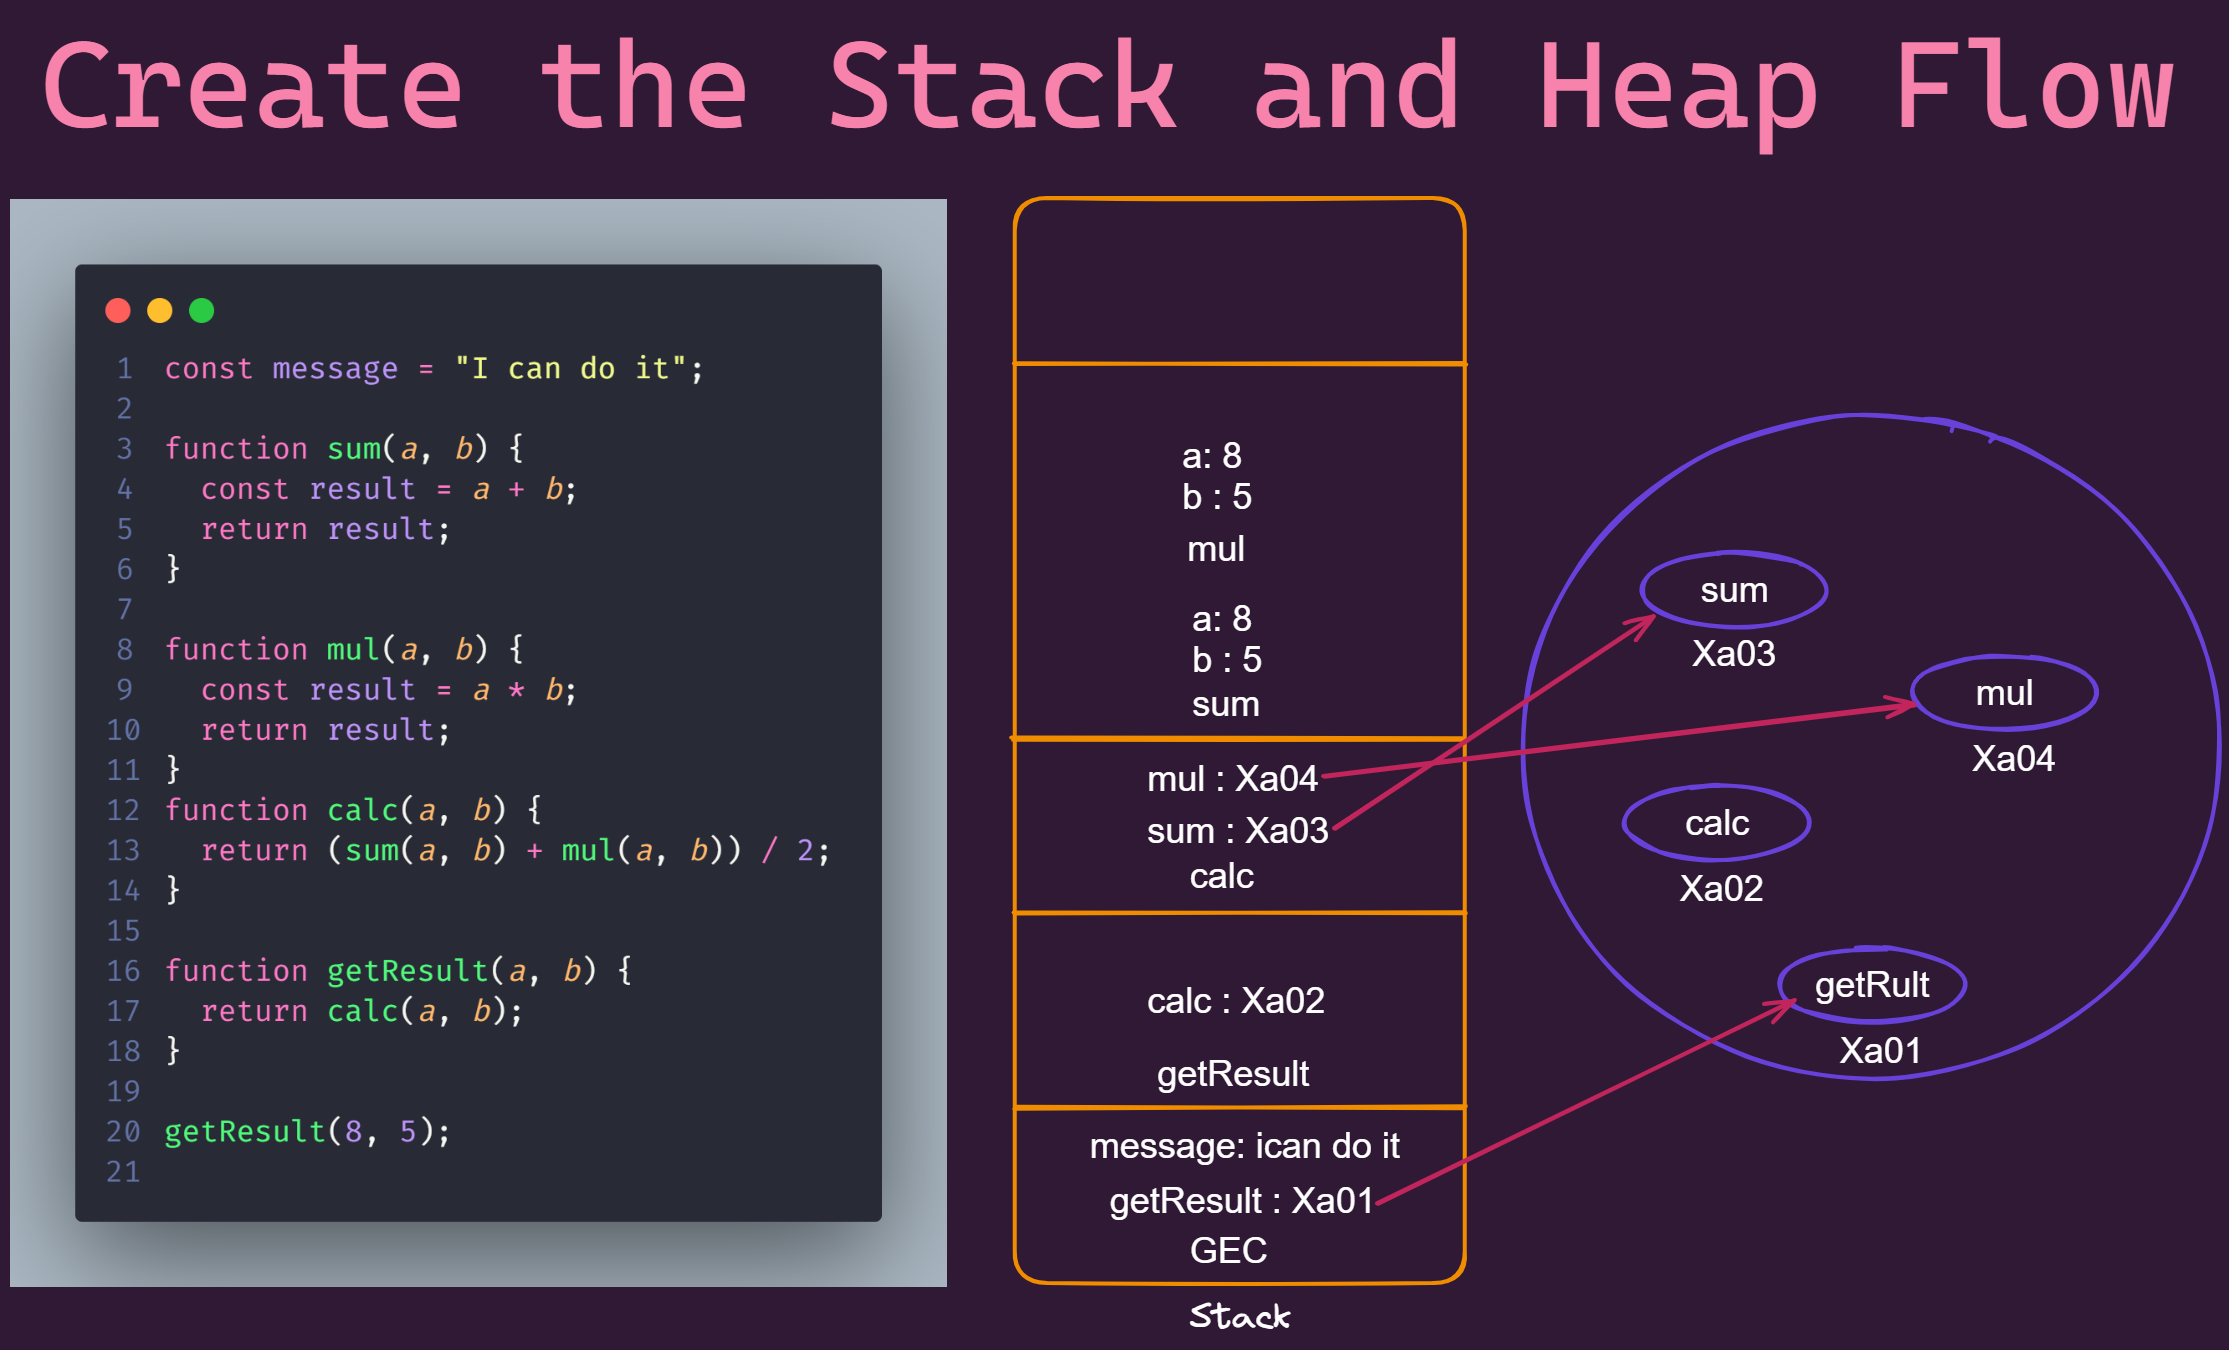 Create the Stack and Heap Flow
1 const message = "I can do it";
2
3 function sum(a, b) {
4 const result = a + b;
5 return result;
6 }
7
8 function mul(a, b) {
9 const result = a * b;
10 return result;
11 }
12 function calc(a, b) {
13 return (sum(a, b) + mul(a, b)) / 2;
14 }
15
16 function getResult(a, b) {
17 return calc(a, b);
18 }
19
20 getResult(8, 5);
21
a: 8
b : 5
mul
a: 8
b : 5
sum
mul : Xa04
sum : Xa03
calc
calc : Xa02
getResult
message: ican do it
getResult : Xa01
GEC
Stack
sum
Xa03
mul
Xa04
calc
Xa02
getRult
Xa01